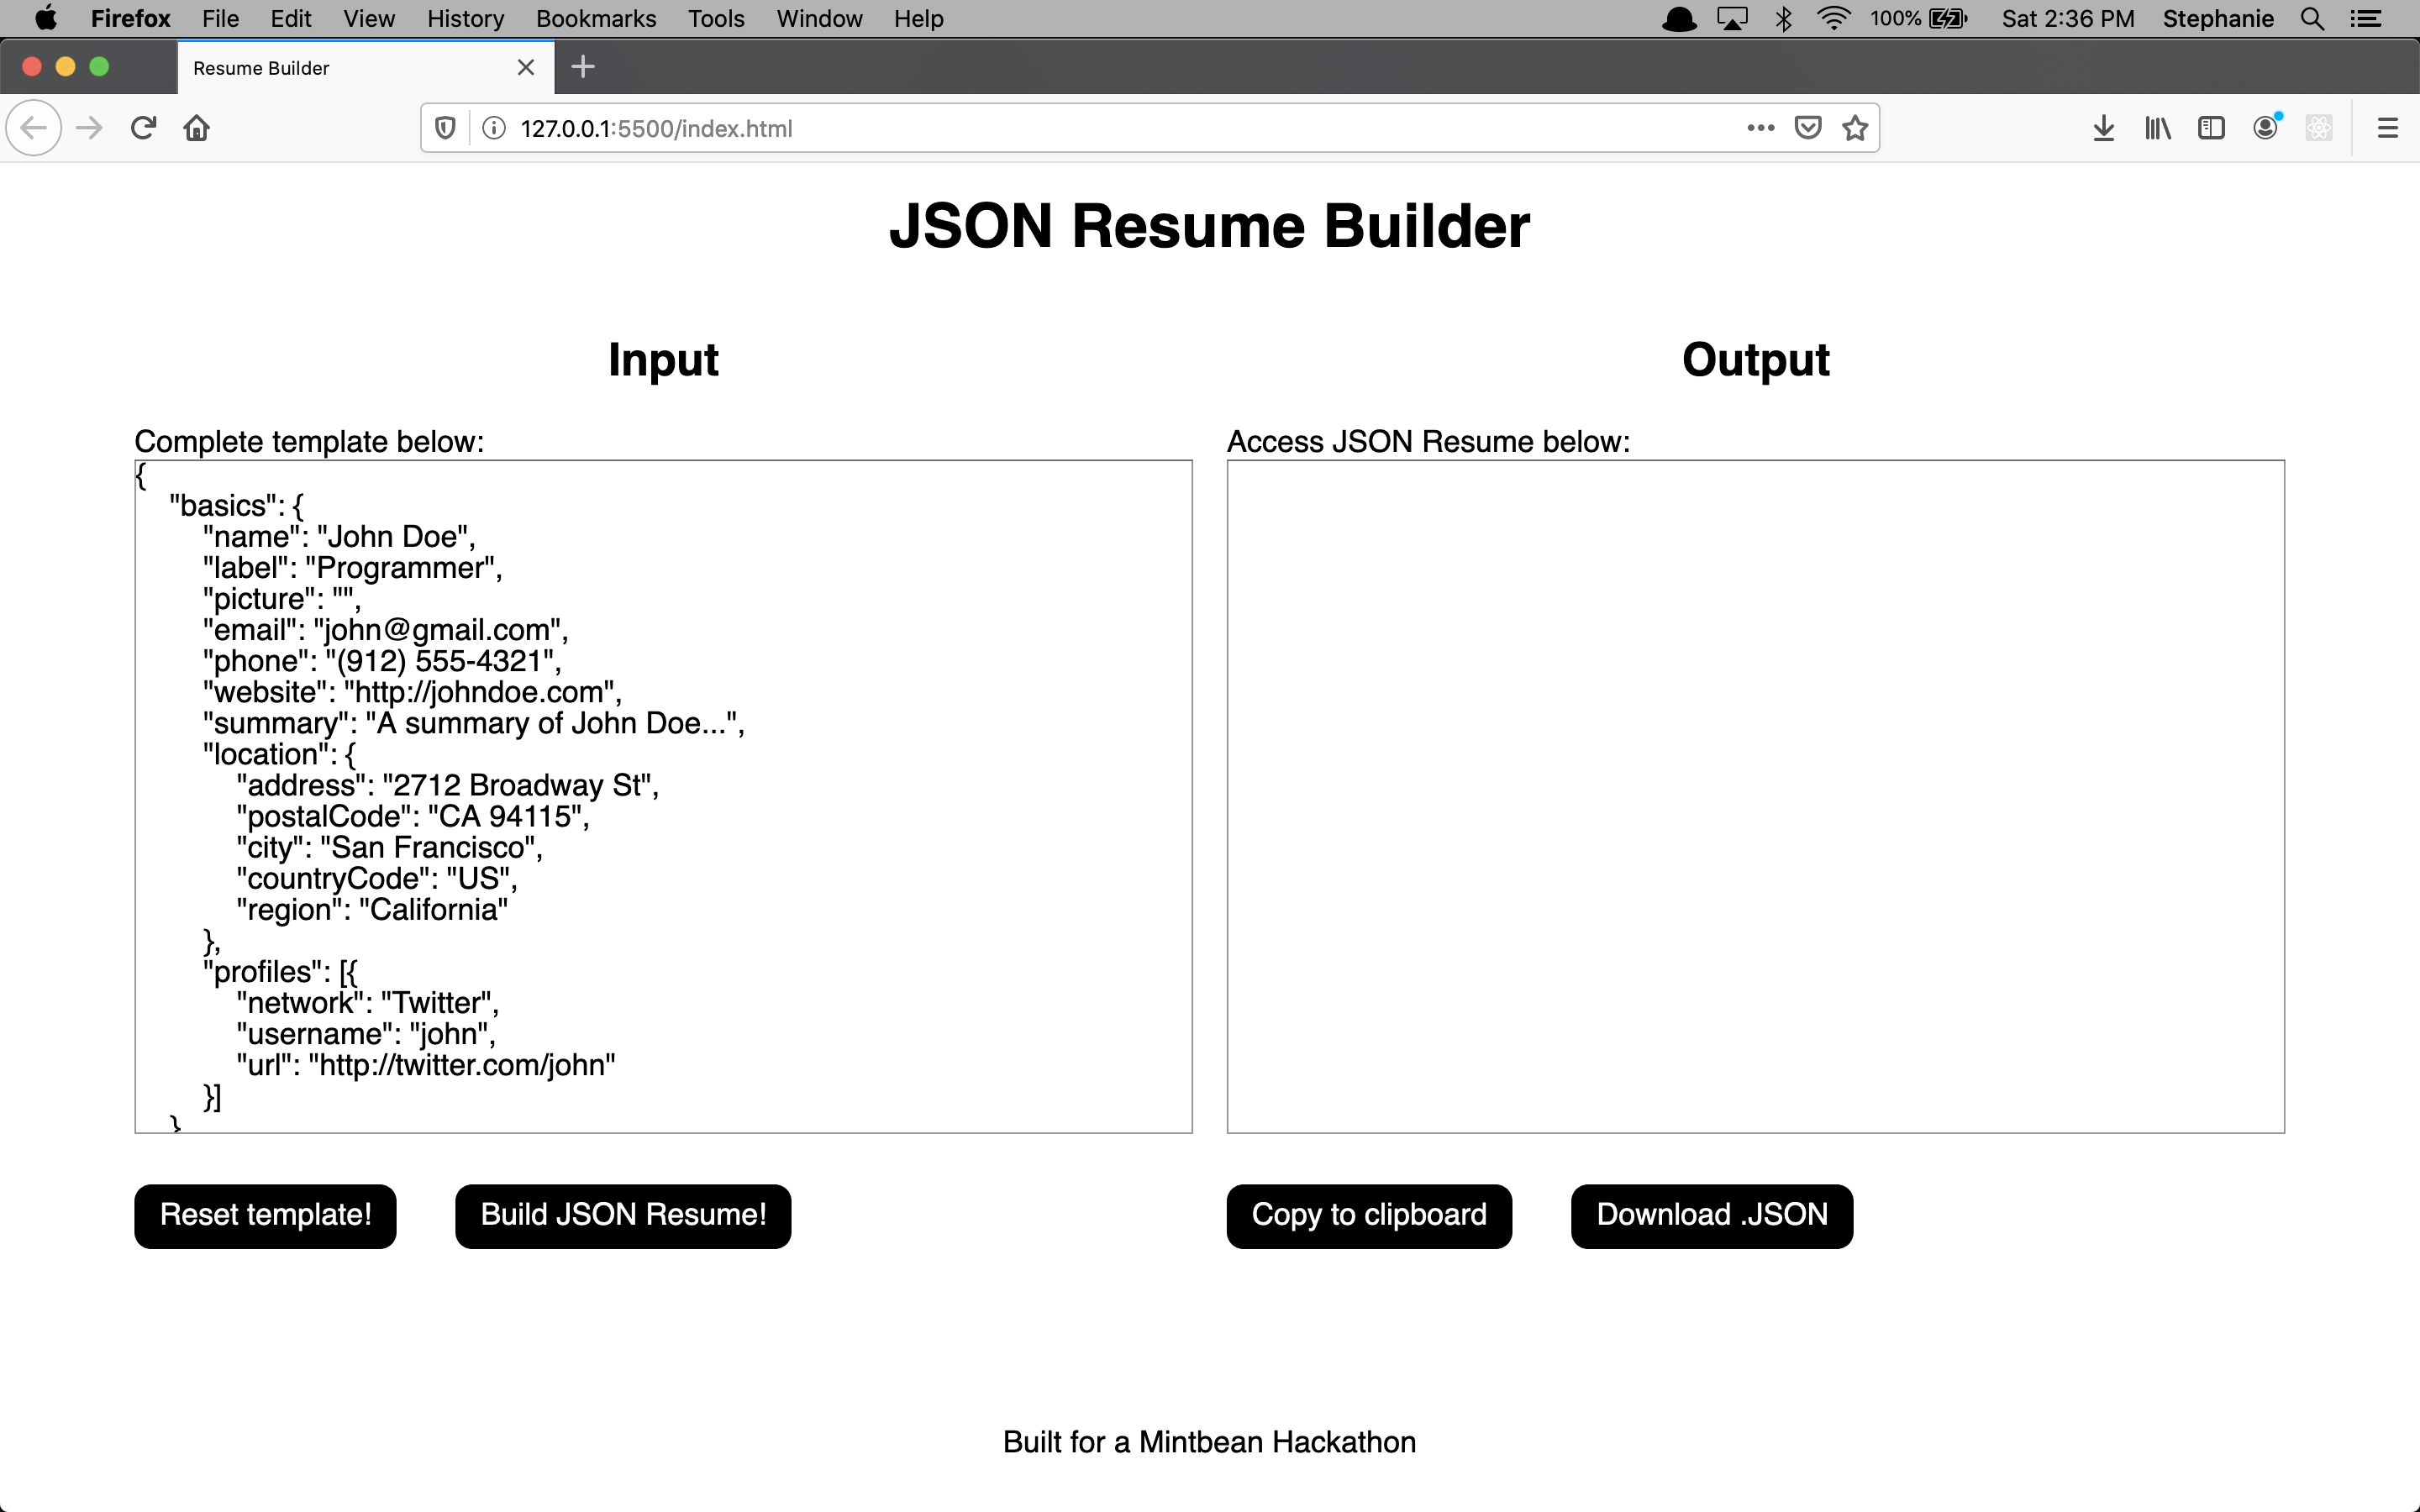 Firefox File Edit View History Bookmarks Tools Window Help 100% Sat 2:36 PM Stephanie
Resume Builder
127.0.0.1:5500/index.html
JSON Resume Builder
Input
Complete template below:
{
"basics": {
"name": "John Doe",
"label": "Programmer",
"picture": "",
"email": "john@gmail.com",
"phone": "(912) 555-4321",
"website": "http://johndoe.com",
"summary": "A summary of John Doe...",
"location": {
"address": "2712 Broadway St",
"postalCode": "CA 94115",
"city": "San Francisco",
"countryCode": "US",
"region": "California"
},
"profiles": [{
"network": "Twitter",
"username": "john",
"url": "http://twitter.com/john"
}]
}
Reset template! Build JSON Resume!
Output
Access JSON Resume below:
Copy to clipboard Download .JSON
Built for a Mintbean Hackathon